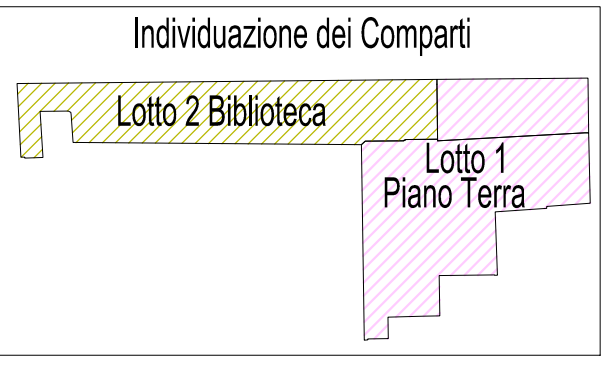 Individuazione dei Comparti
Lotto 2 Biblioteca
Lotto 1
Piano Terra